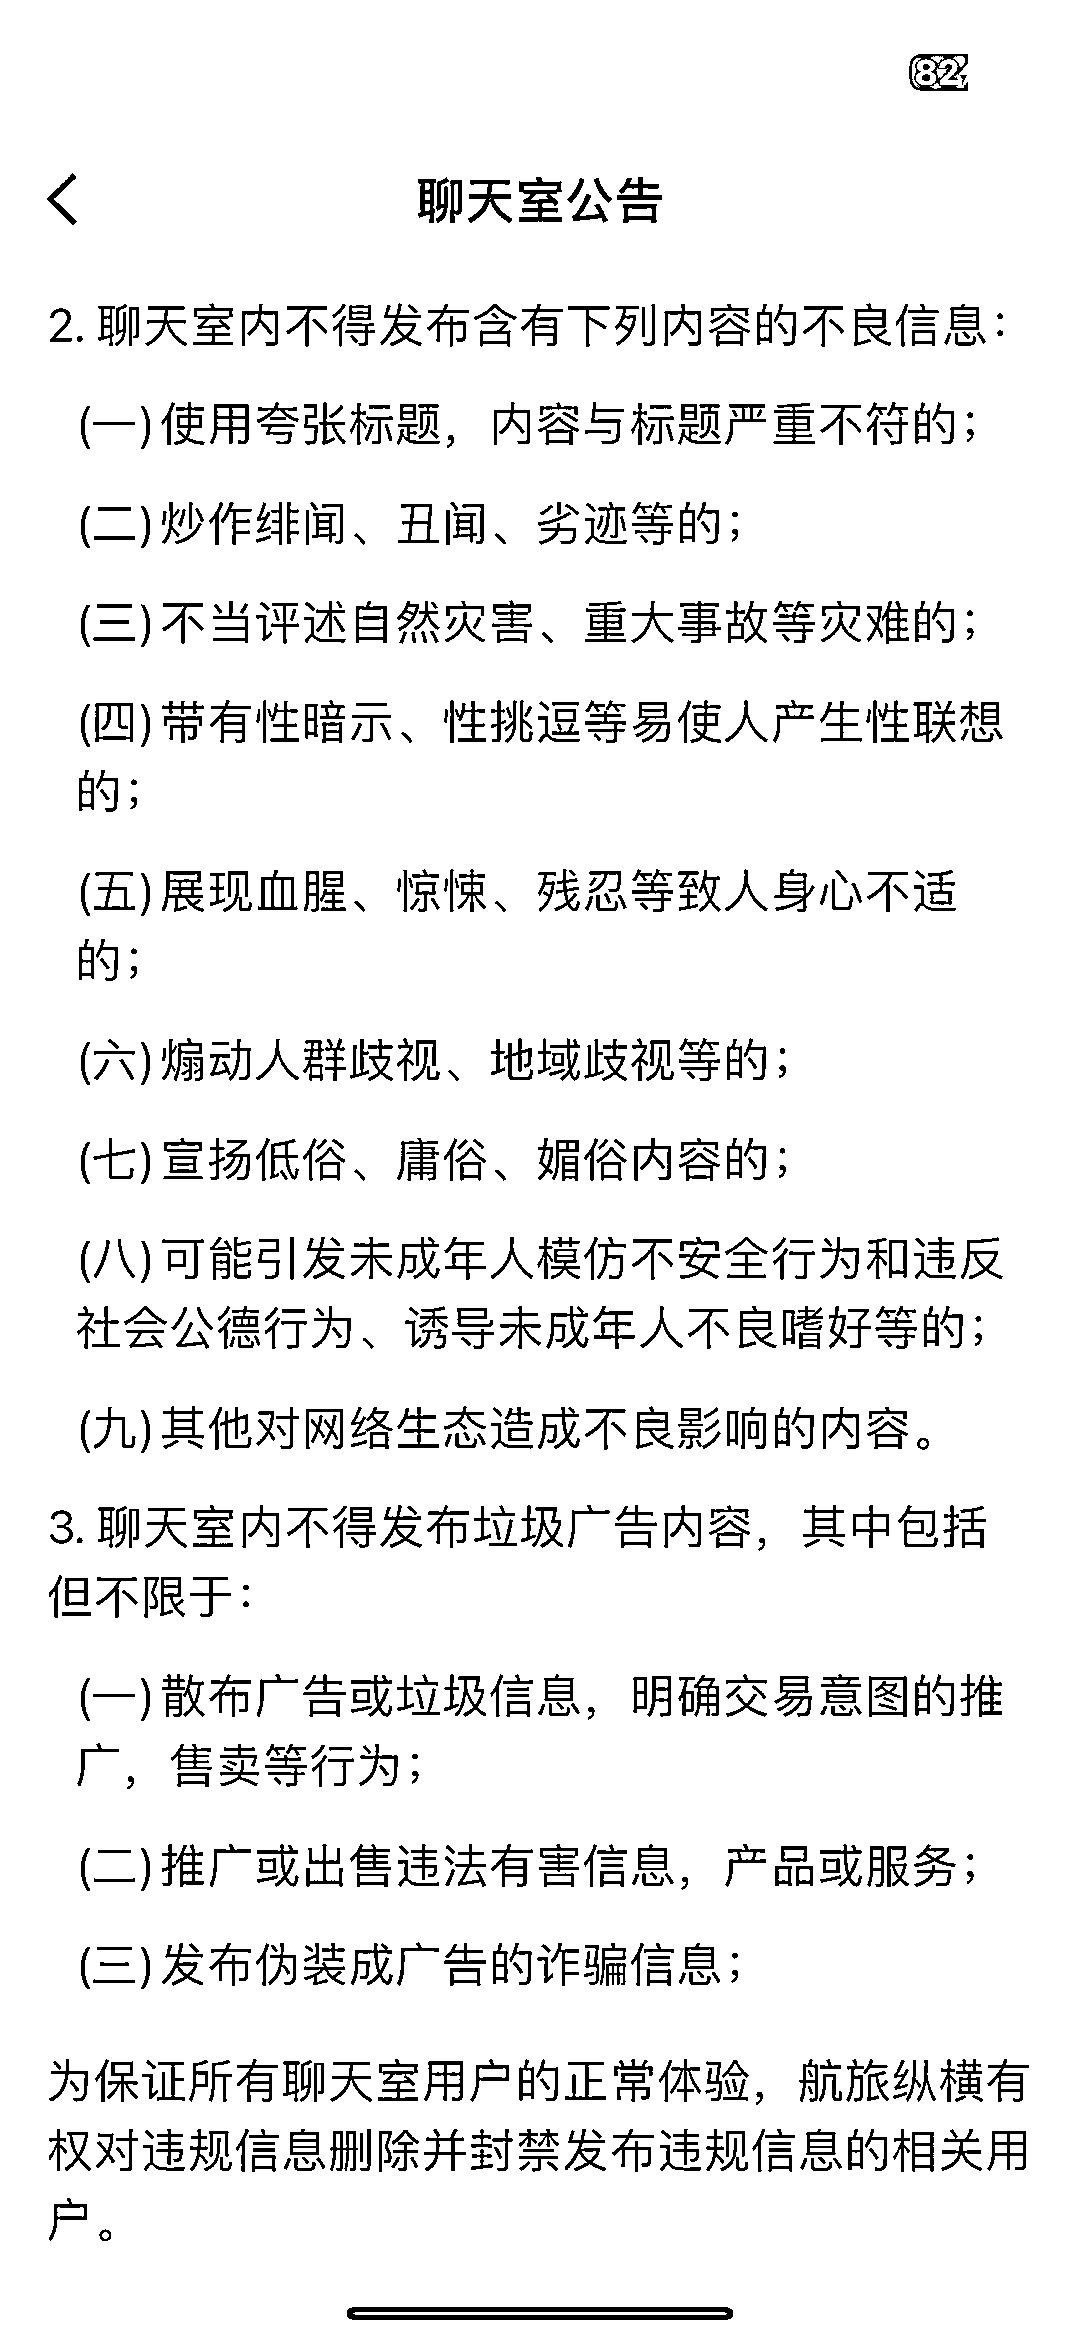 82
聊天室公告
2. 聊天室内不得发布含有下列内容的不良信息：
(一)使用夸张标题，内容与标题严重不符的；
(二)炒作绯闻、丑闻、劣迹等的；
(三)不当评述自然灾害、重大事故等灾难的；
(四)带有性暗示、性挑逗等易使人产生性联想
的；
(五)展现血腥、惊悚、残忍等致人身心不适
的；
(六)煽动人群歧视、地域歧视等的；
(七)宣扬低俗、庸俗、媚俗内容的；
(八)可能引发未成年人模仿不安全行为和违反
社会公德行为、诱导未成年人不良嗜好等的；
(九)其他对网络生态造成不良影响的内容。
3. 聊天室内不得发布垃圾广告内容，其中包括
但不限于：
(一)散布广告或垃圾信息，明确交易意图的推
广，售卖等行为；
(二)推广或出售违法有害信息，产品或服务；
(三)发布伪装成广告的诈骗信息；
为保证所有聊天室用户的正常体验，航旅纵横有
权对违规信息删除并封禁发布违规信息的相关用
户。